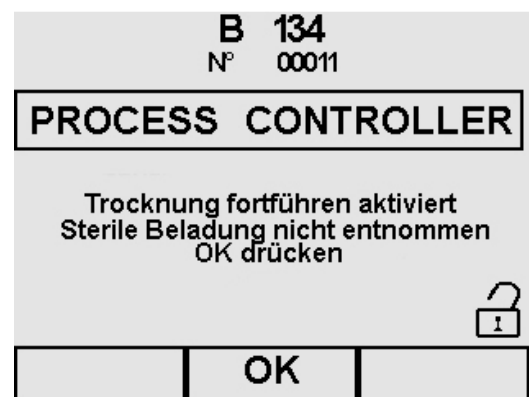 B 134
N° 00011
PROCESS CONTROLLER
Trocknung fortführen aktiviert
Sterile Beladung nicht entnommen
OK drücken
OK